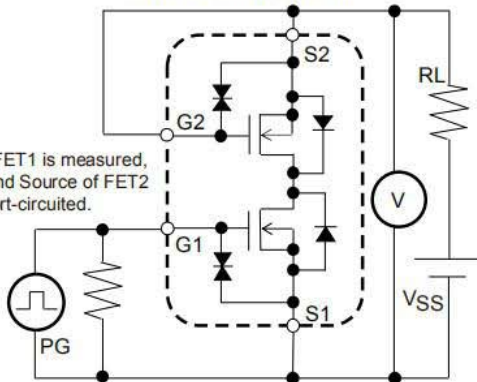 S2
RL
G2
FET1 is measured,
nd Source of FET2
rt-circuited.
V
G1
VSS
S1
PG